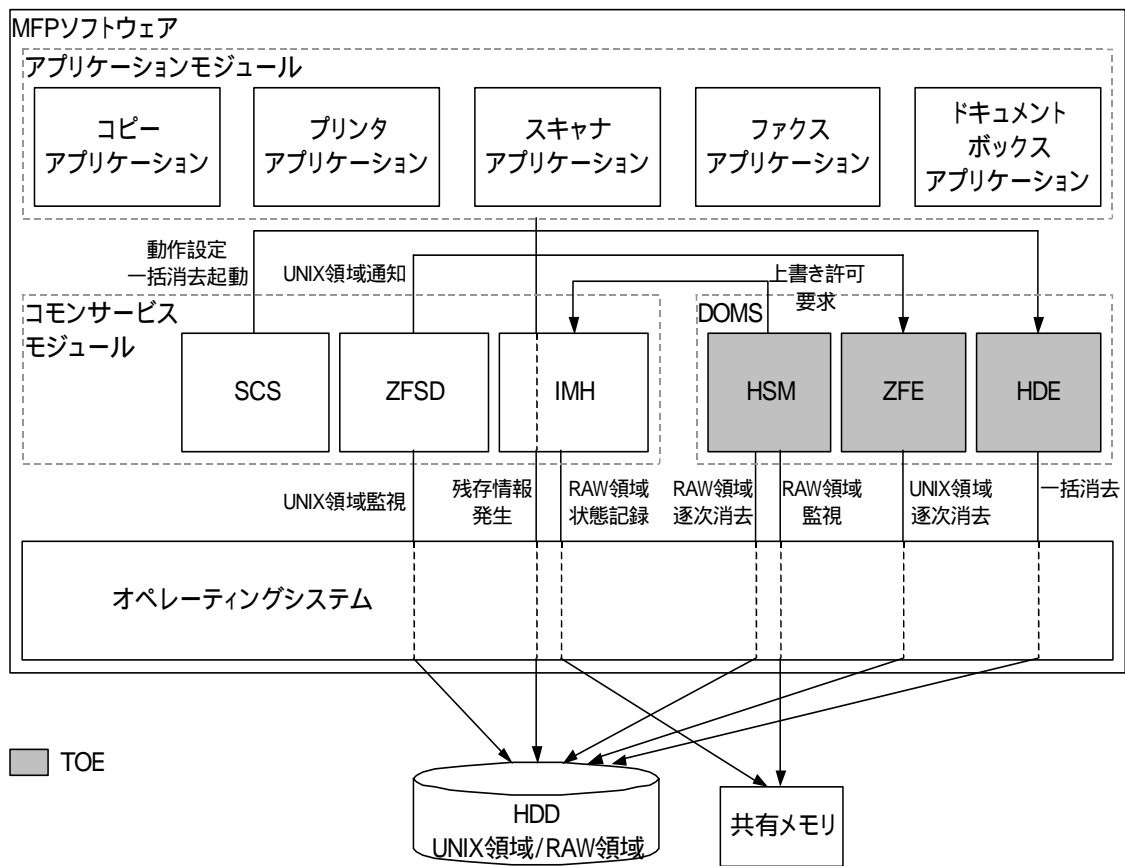 MFPソフトウェア
アプリケーションモジュール
コピー
アプリケーション
プリンタ
アプリケーション
スキャナ
アプリケーション
ファクス
アプリケーション
ドキュメント
ボックス
アプリケーション
動作設定
一括消去起動
UNIX領域通知
上書き許可
要求
コモンサービス
モジュール
DOMS
SCS
ZFSD
IMH
HSM
ZFE
HDE
UNIX領域監視
残存情報
発生
RAW領域
状態記録
RAW領域
逐次消去
RAW領域
監視
UNIX領域
逐次消去
一括消去
オペレーティングシステム
TOE
HDD
UNIX領域/RAW領域
共有メモリ